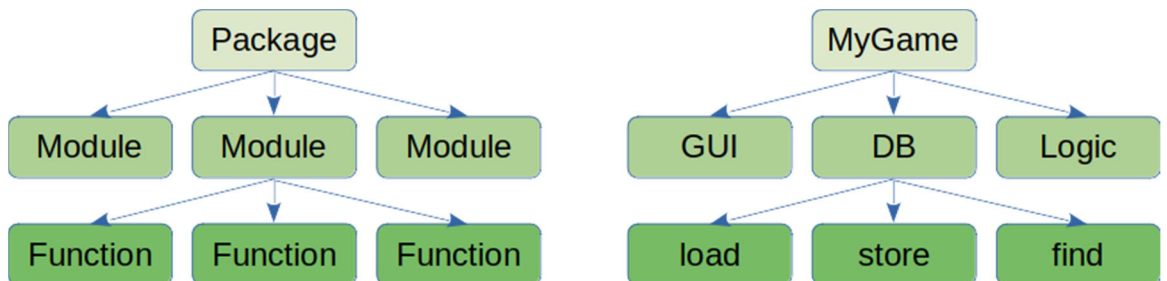 Package
MyGame
Module Module Module
GUI DB Logic
Function Function Function
load store find